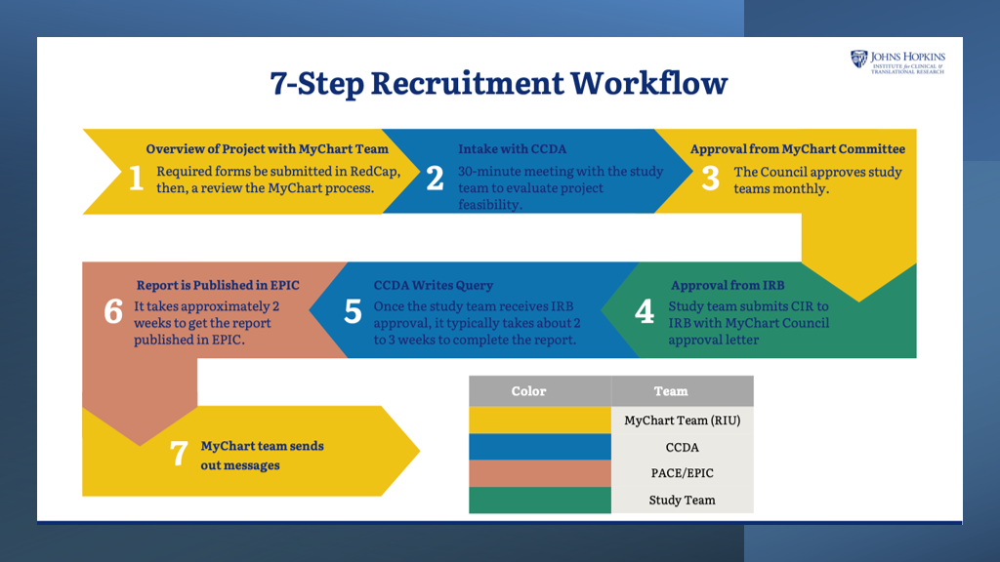 JOHNS HOPKINS
INSTITUTE for CLINICAL &
TRANSLATIONAL RESEARCH
7-Step Recruitment Workflow
Overview of Project with MyChart Team
1
Required forms be submitted in RedCap,
then, a review the MyChart process.
Intake with CCDA
2
30-minute meeting with the study
team to evaluate project
feasibility.
Approval from MyChart Committee
3
The Council approves study
teams monthly.
Approval from IRB
4
Study team submits CIR to
IRB with MyChart Council
approval letter
CCDA Writes Query
5
Once the study team receives IRB
approval, it typically takes about 2
to 3 weeks to complete the report.
Report is Published in EPIC
6
It takes approximately 2
weeks to get the report
published in EPIC.
7
MyChart team sends
out messages
Color Team
MyChart Team (RIU)
CCDA
PACE/EPIC
Study Team